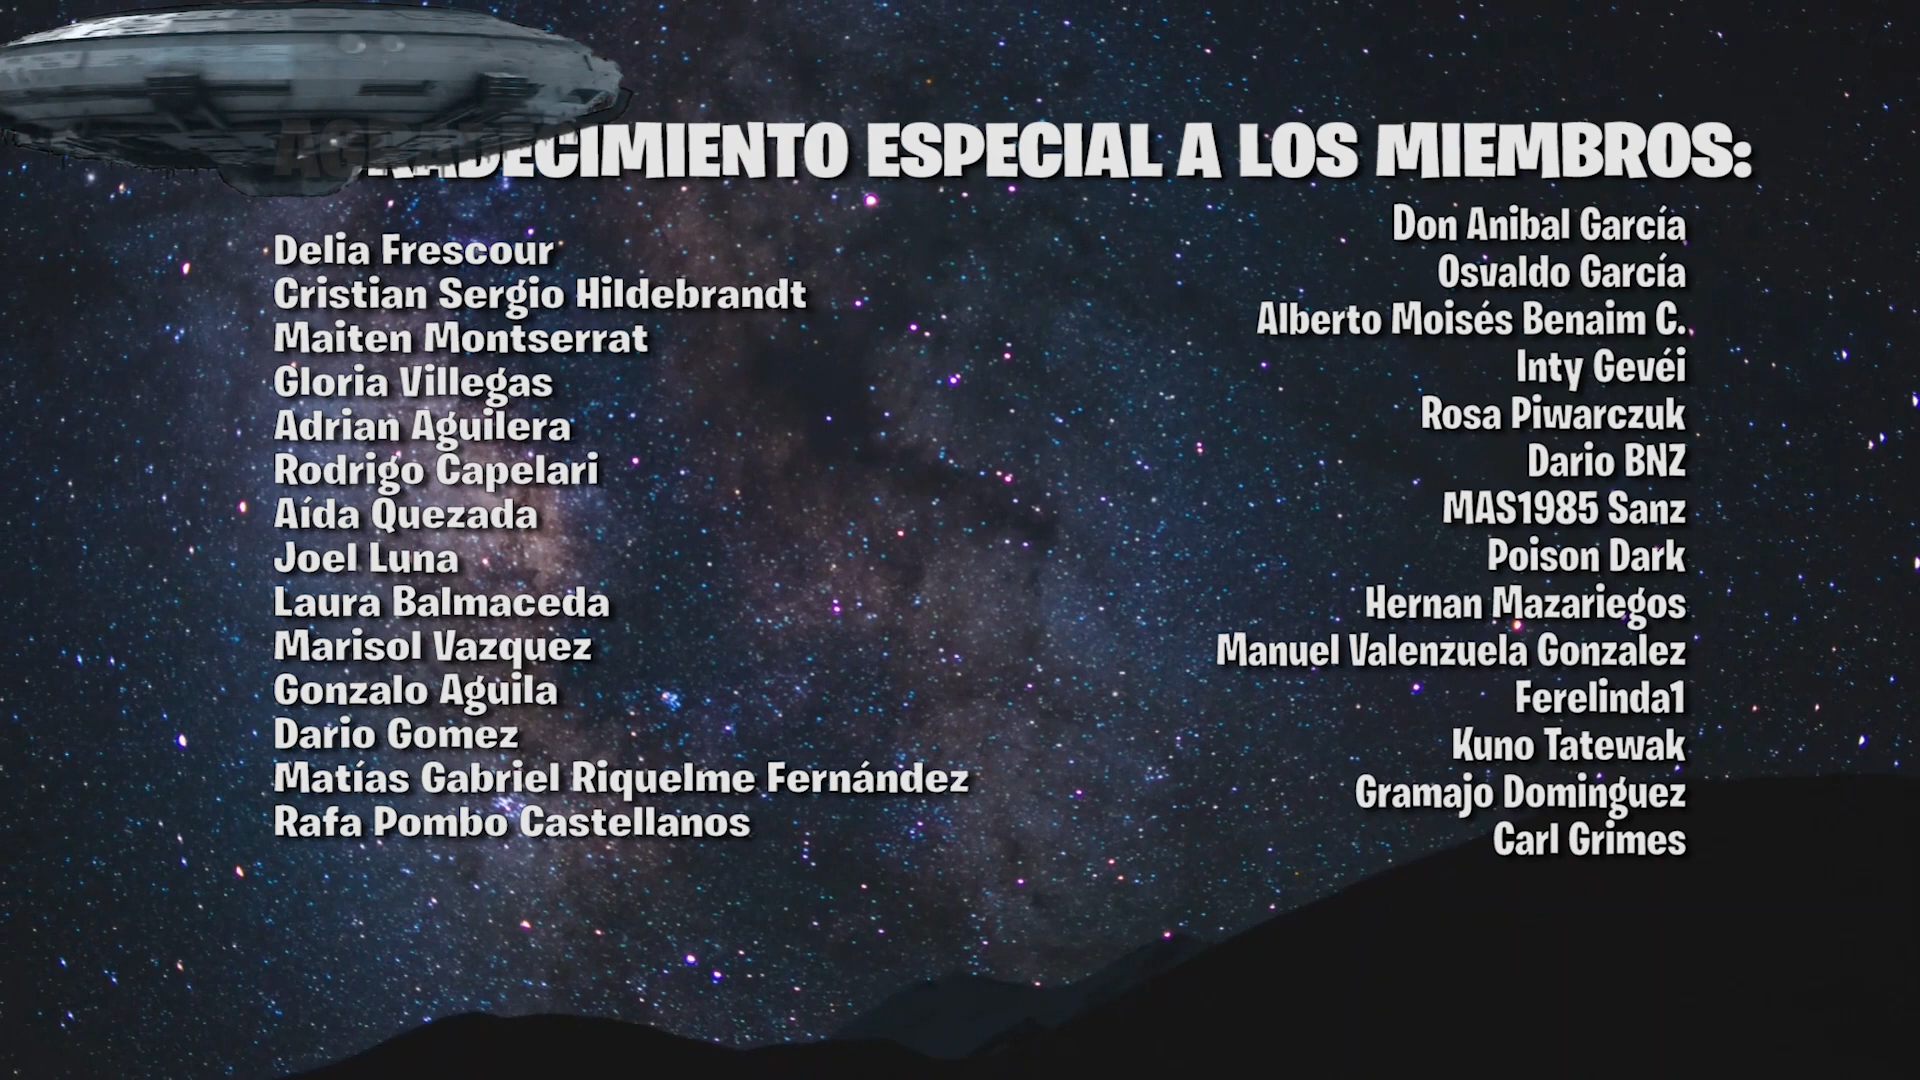 AGRADECIMIENTO ESPECIAL A LOS MIEMBROS:
Delia Frescour
Cristian Sergio Hildebrandt
Maiten Montserrat
Gloria Villegas
Adrian Aguilera
Rodrigo Capelari
Aída Quezada
Joel Luna
Laura Balmaceda
Marisol Vazquez
Gonzalo Aguila
Dario Gomez
Matías Gabriel Riquelme Fernández
Rafa Pombo Castellanos
Don Anibal García
Osvaldo García
Alberto Moisés Benaim C.
Inty Gevéi
Rosa Piwarczuk
Dario BNZ
MAS1985 Sanz
Poison Dark
Hernan Mazariegos
Manuel Valenzuela Gonzalez
Ferelinda1
Kuno Tatewak
Gramajo Dominguez
Carl Grimes